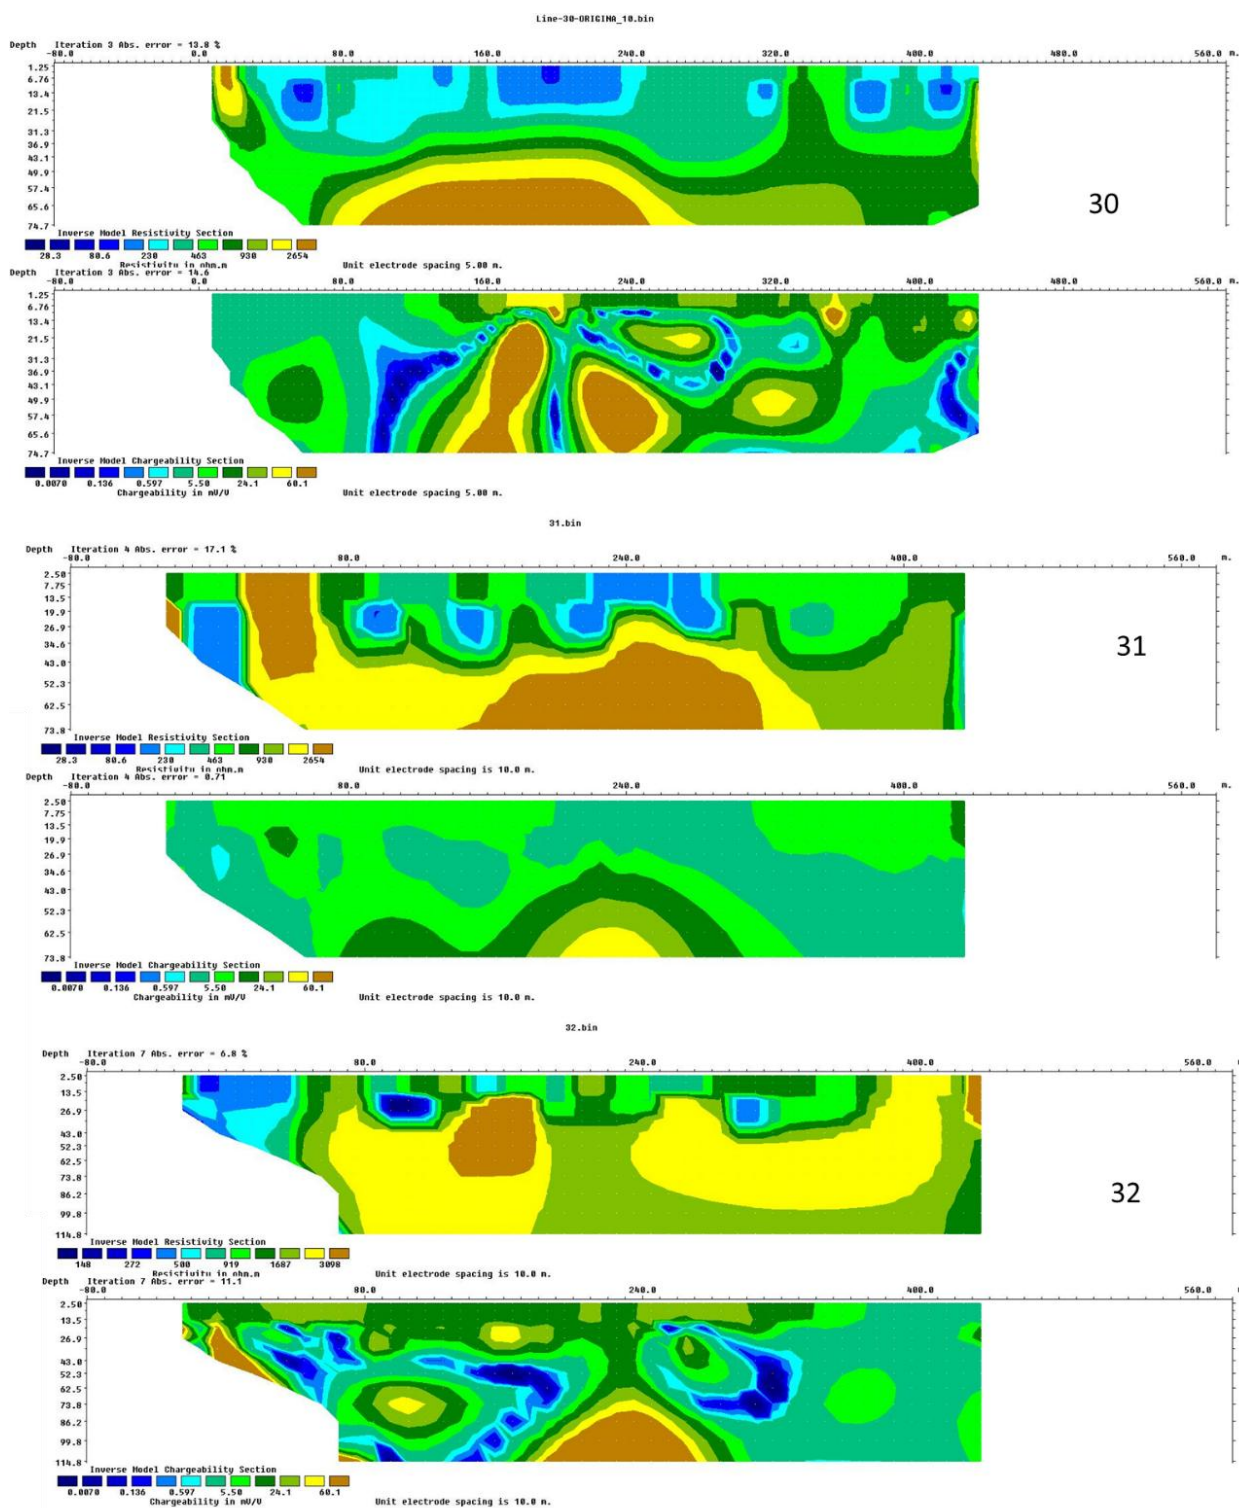 Line-30-ORIGINA_10.bin
Depth Iteration 3 Abs. error = 13.8 %
-80.0 0.0 80.0 160.0 240.0 320.0 400.0 480.0 560.0 m.
1.25
6.76
13.4
21.5
31.3
36.9
43.1
49.9
57.4
65.6
74.7
30
Inverse Model Resistivity Section
28.3 80.6 230 463 930 2654
Resistivity in ohm.m Unit electrode spacing 5.00 m.
Depth Iteration 3 Abs. error = 14.6
-80.0 0.0 80.0 160.0 240.0 320.0 400.0 480.0 560.0 m.
1.25
6.76
13.4
21.5
31.3
36.9
43.1
49.9
57.4
65.6
74.7
Inverse Model Chargeability Section
0.0070 0.136 0.597 5.50 24.1 60.1
Chargeability in mV/V Unit electrode spacing 5.00 m.
31.bin
Depth Iteration 4 Abs. error = 17.1 %
-80.0 80.0 240.0 400.0 560.0 m.
2.50
7.75
13.5
19.9
26.9
34.6
43.0
52.3
62.5
73.8
31
Inverse Model Resistivity Section
28.3 80.6 230 463 930 2654
Resistivity in ohm.m Unit electrode spacing is 10.0 m.
Depth Iteration 4 Abs. error = 0.71
-80.0 80.0 240.0 400.0 560.0 m.
2.50
7.75
13.5
19.9
26.9
34.6
43.0
52.3
62.5
73.8
Inverse Model Chargeability Section
0.0070 0.136 0.597 5.50 24.1 60.1
Chargeability in mV/V Unit electrode spacing is 10.0 m.
32.bin
Depth Iteration 7 Abs. error = 6.8 %
-80.0 80.0 240.0 400.0 560.0
2.50
13.5
26.9
43.0
52.3
62.5
73.8
86.2
99.8
114.8
32
Inverse Model Resistivity Section
148 272 500 919 1687 3098
Resistivity in ohm.m Unit electrode spacing is 10.0 m.
Depth Iteration 7 Abs. error = 11.1
-80.0 80.0 240.0 400.0 560.0
2.50
13.5
26.9
43.0
52.3
62.5
73.8
86.2
99.8
114.8
Inverse Model Chargeability Section
0.0070 0.136 0.597 5.50 24.1 60.1
Chargeability in mV/V Unit electrode spacing is 10.0 m.